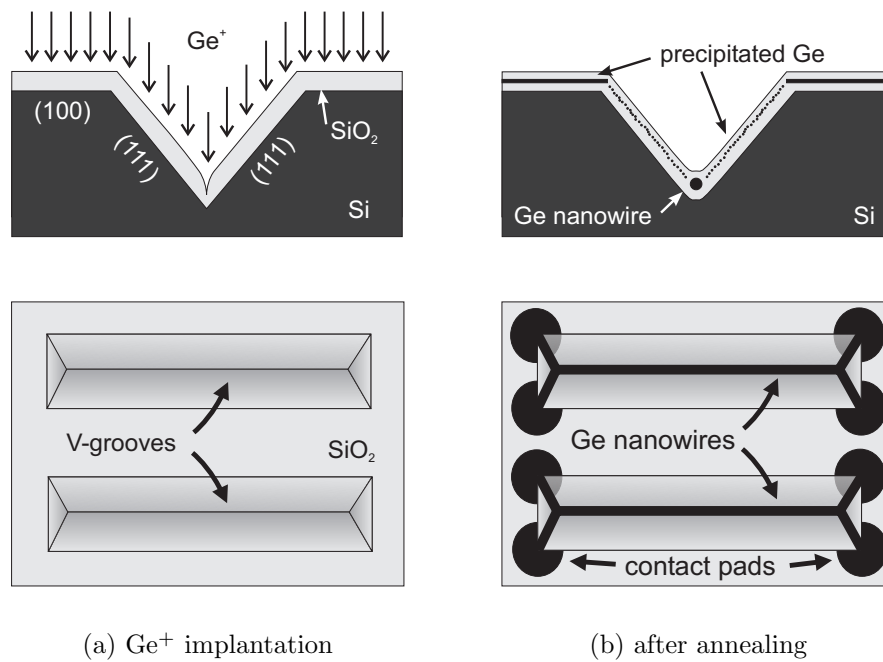 Ge⁺
(100)
(111)
(111)
SiO₂
Si
precipitated Ge
Ge nanowire
Si
V-grooves
SiO₂
Ge nanowires
contact pads
(a) Ge⁺ implantation
(b) after annealing